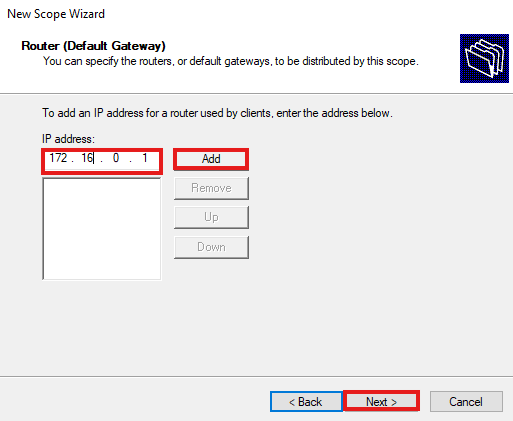 New Scope Wizard
Router (Default Gateway)
You can specify the routers, or default gateways, to be distributed by this scope.
To add an IP address for a router used by clients, enter the address below.
IP address:
172 . 16 . 0 . 1
Add
Remove
Up
Down
< Back
Next >
Cancel